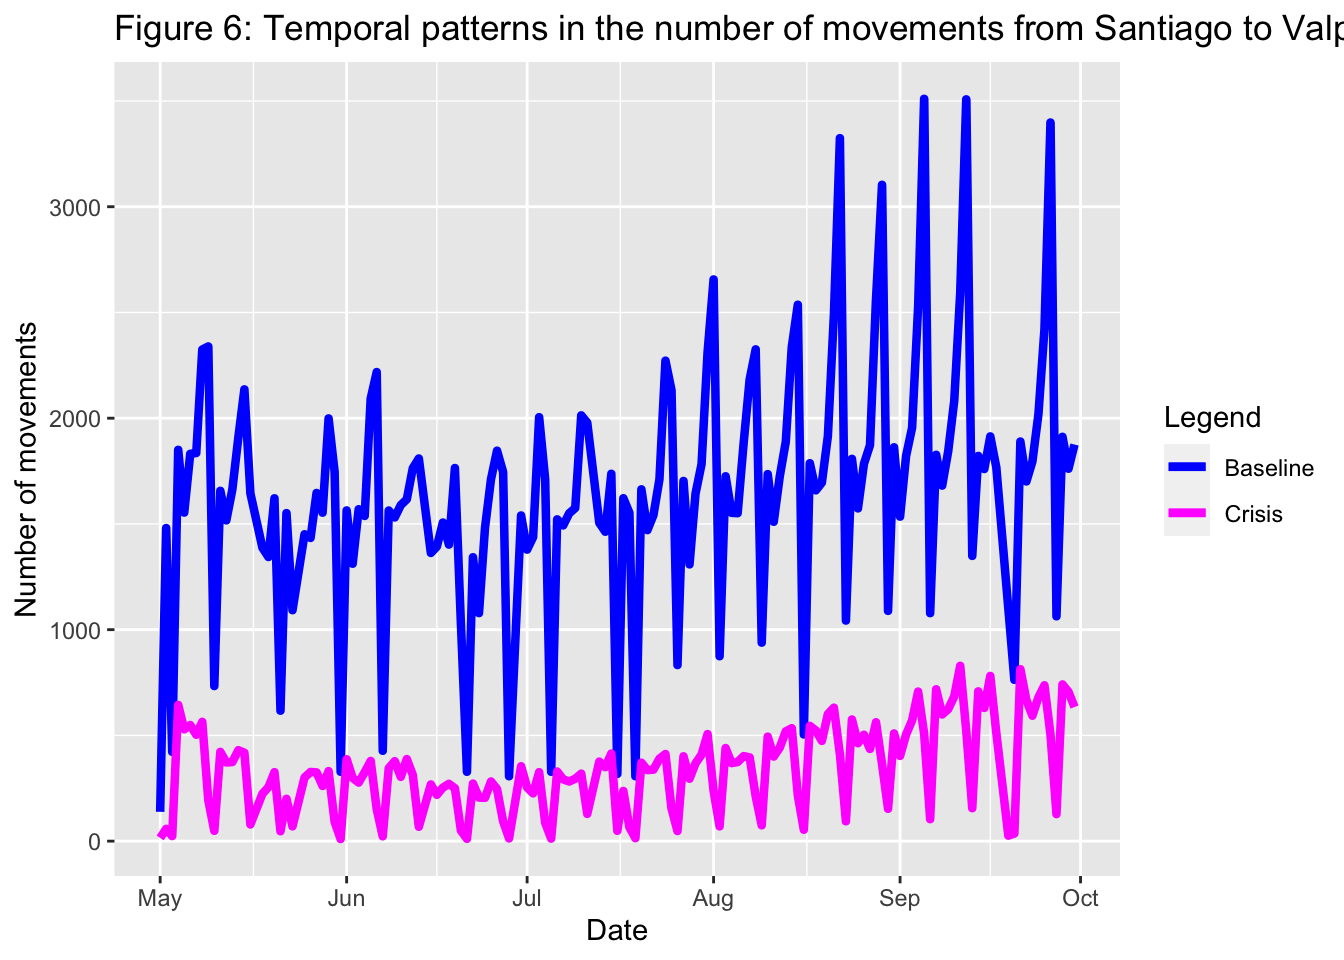 Figure 6: Temporal patterns in the number of movements from Santiago to Valp
Number of movements
3000
2000
1000
0
May Jun Jul Aug Sep Oct
Date
Legend
Baseline
Crisis